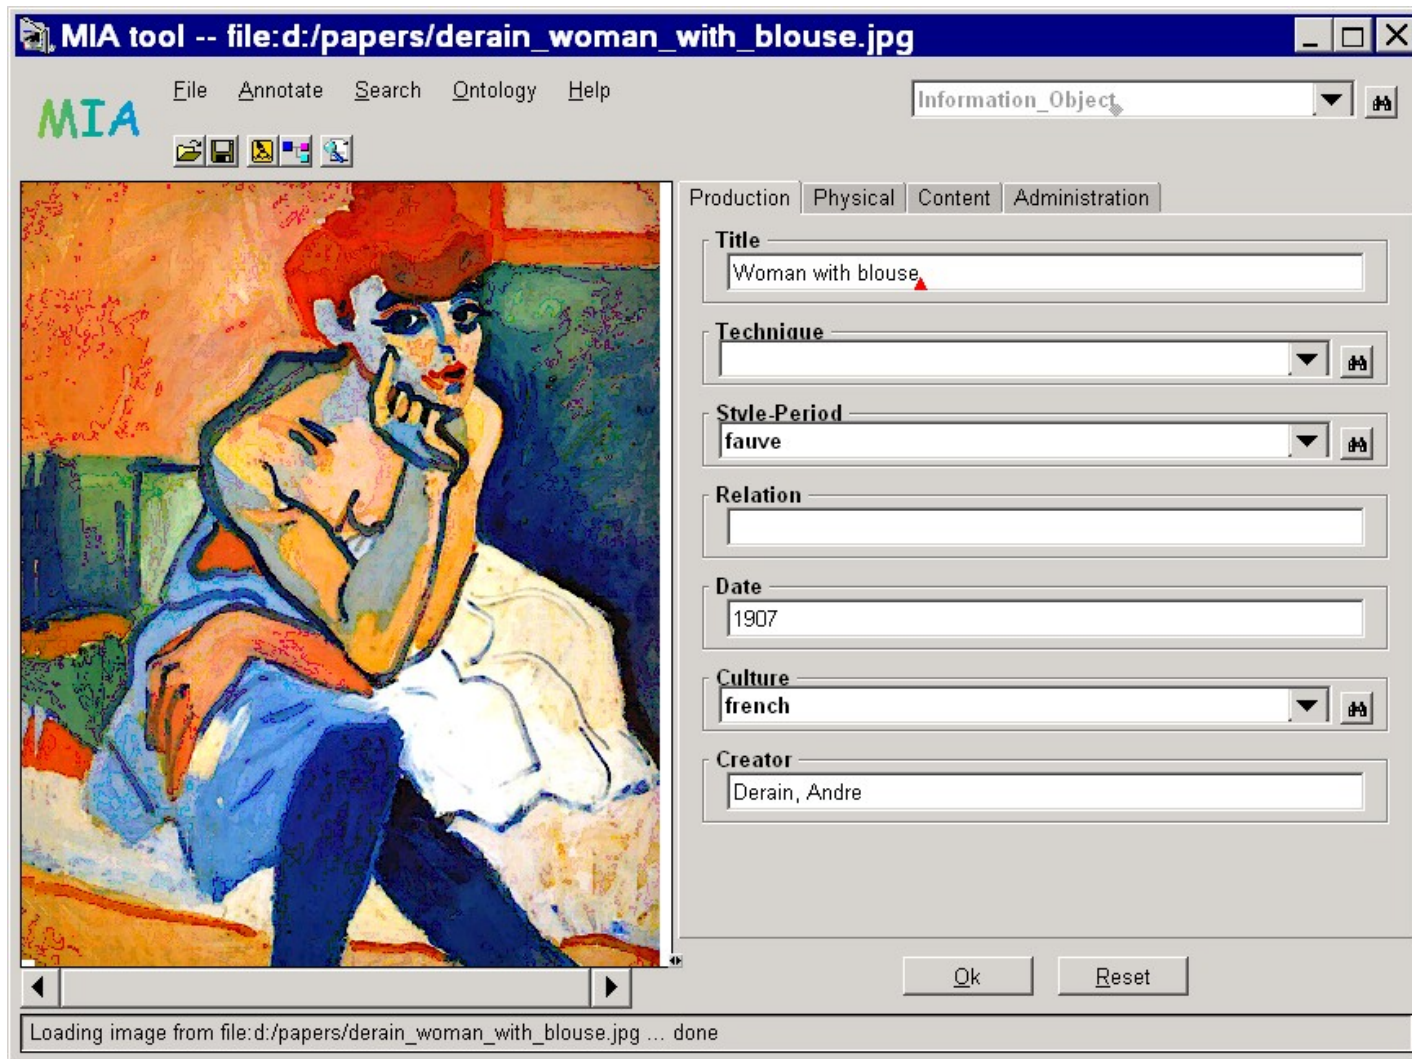 MIA tool -- file:d:/papers/derain_woman_with_blouse.jpg
MIA
File Annotate Search Ontology Help
Information_Object
Production Physical Content Administration
Title
Woman with blouse
Technique
Style-Period
fauve
Relation
Date
1907
Culture
french
Creator
Derain, Andre
Ok Reset
Loading image from file:d:/papers/derain_woman_with_blouse.jpg ... done